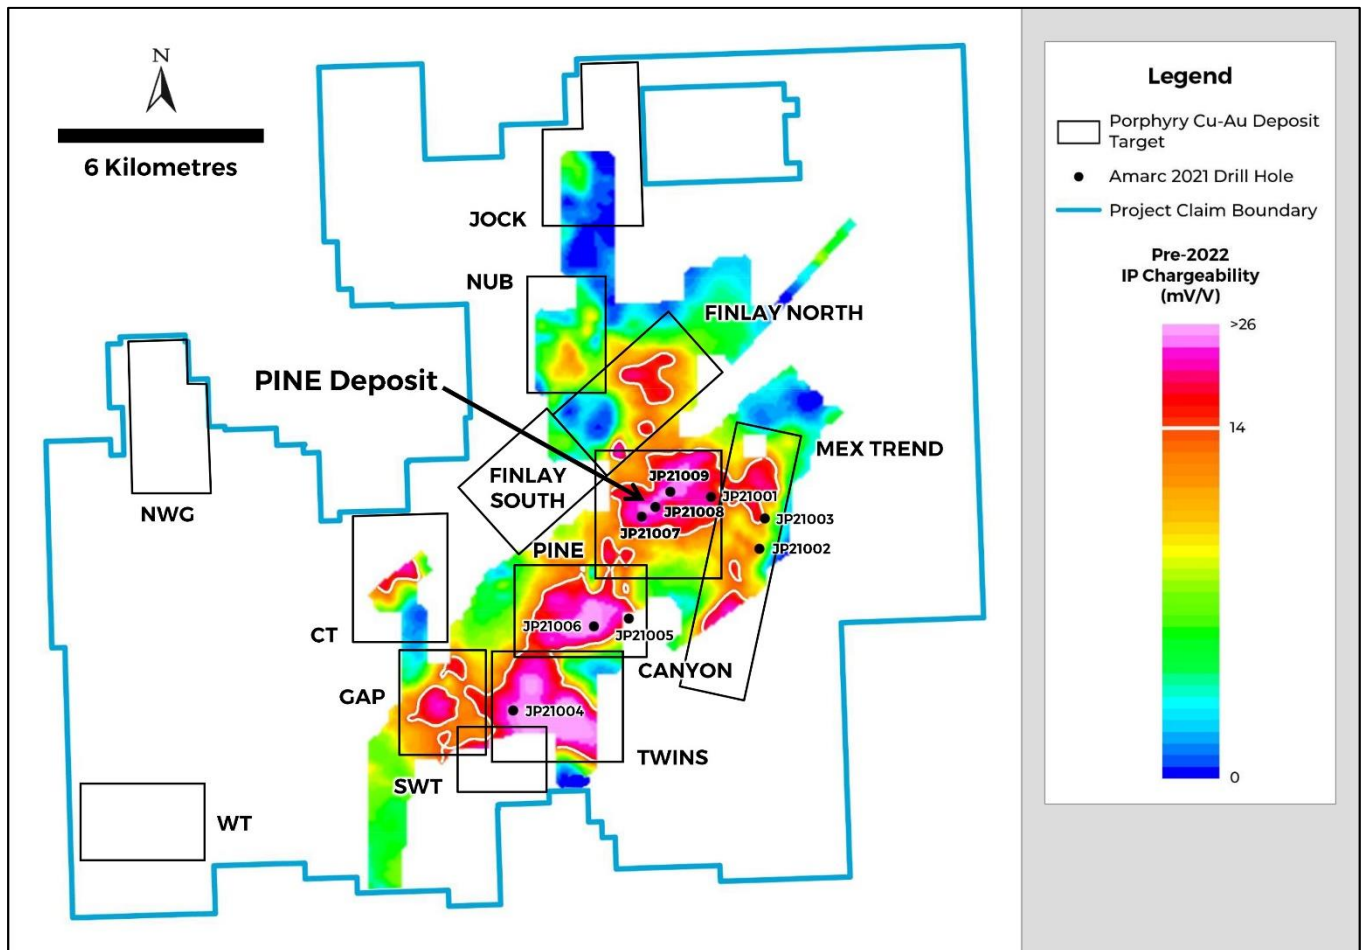 N
6 Kilometres
JOCK
NUB
FINLAY NORTH
PINE Deposit
MEX TREND
FINLAY
SOUTH
JP21009
JP21001
JP21008
JP21003
JP21007
NWG
PINE
JP21002
CT
JP21006
JP21005
CANYON
GAP
JP21004
TWINS
SWT
WT
Legend
Porphyry Cu-Au Deposit
Target
Amarc 2021 Drill Hole
Project Claim Boundary
Pre-2022
IP Chargeability
(mV/V)
>26
14
0